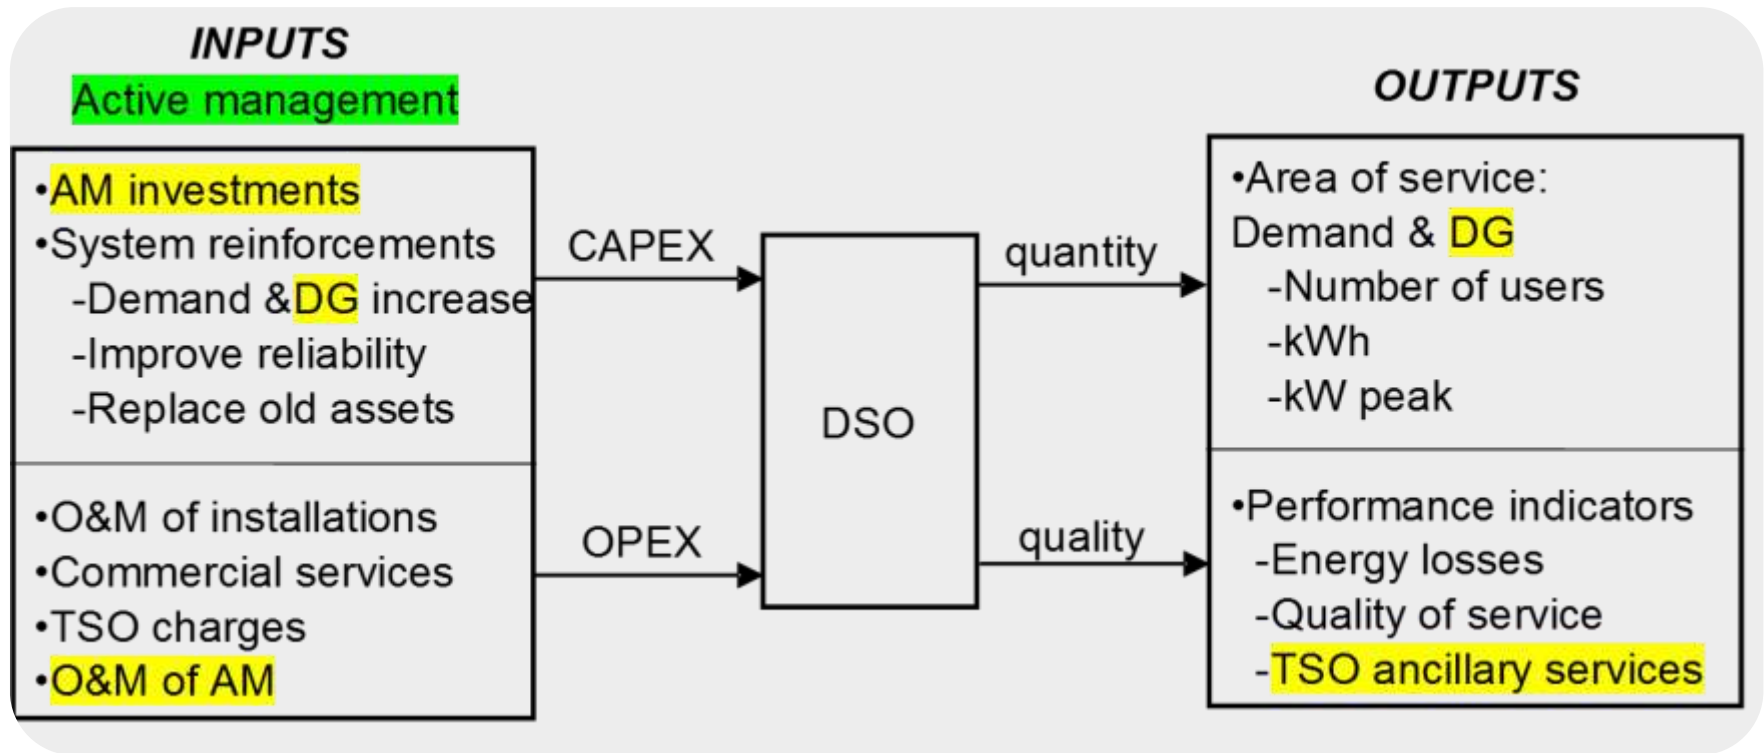 INPUTS
Active management
•AM investments
•System reinforcements
-Demand &DG increase
-Improve reliability
-Replace old assets
•O&M of installations
•Commercial services
•TSO charges
•O&M of AM
CAPEX
OPEX
DSO
quantity
quality
OUTPUTS
•Area of service:
Demand & DG
-Number of users
-kWh
-kW peak
•Performance indicators
-Energy losses
-Quality of service
-TSO ancillary services